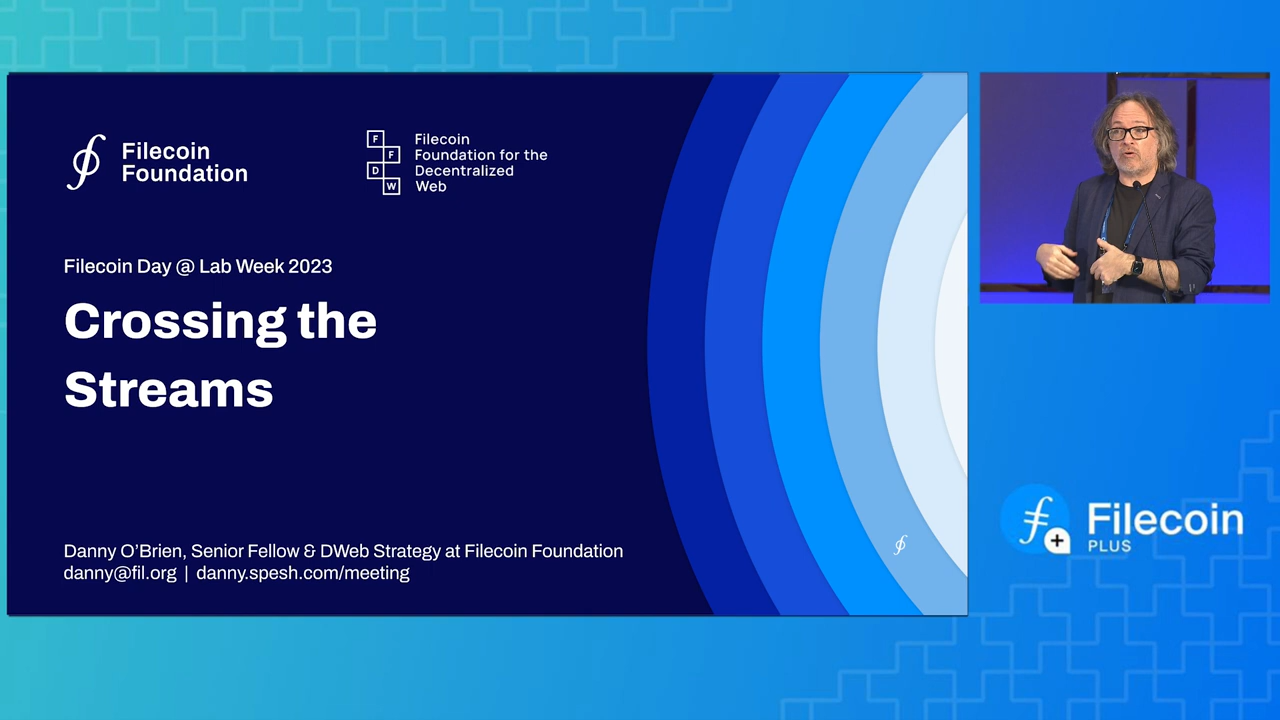 Filecoin
Foundation
F
F
D
W
Filecoin
Foundation for the
Decentralized
Web
Filecoin Day @ Lab Week 2023
Crossing the
Streams
Danny O'Brien, Senior Fellow & DWeb Strategy at Filecoin Foundation
danny@fil.org | danny.spesh.com/meeting
Filecoin
PLUS